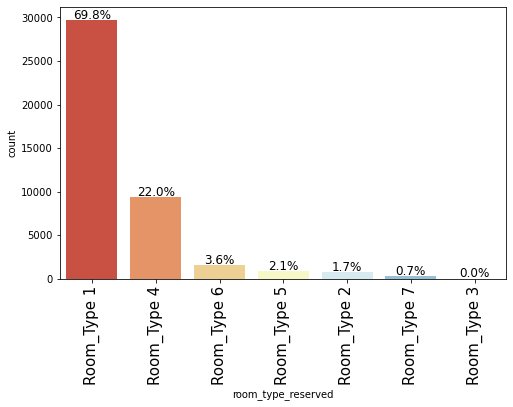 69.8%
22.0%
3.6%
2.1%
1.7%
0.7%
0.0%
30000
25000
20000
15000
10000
5000
0
count
Room_Type 1
Room_Type 4
Room_Type 6
Room_Type 5
Room_Type 2
Room_Type 7
Room_Type 3
room_type_reserved